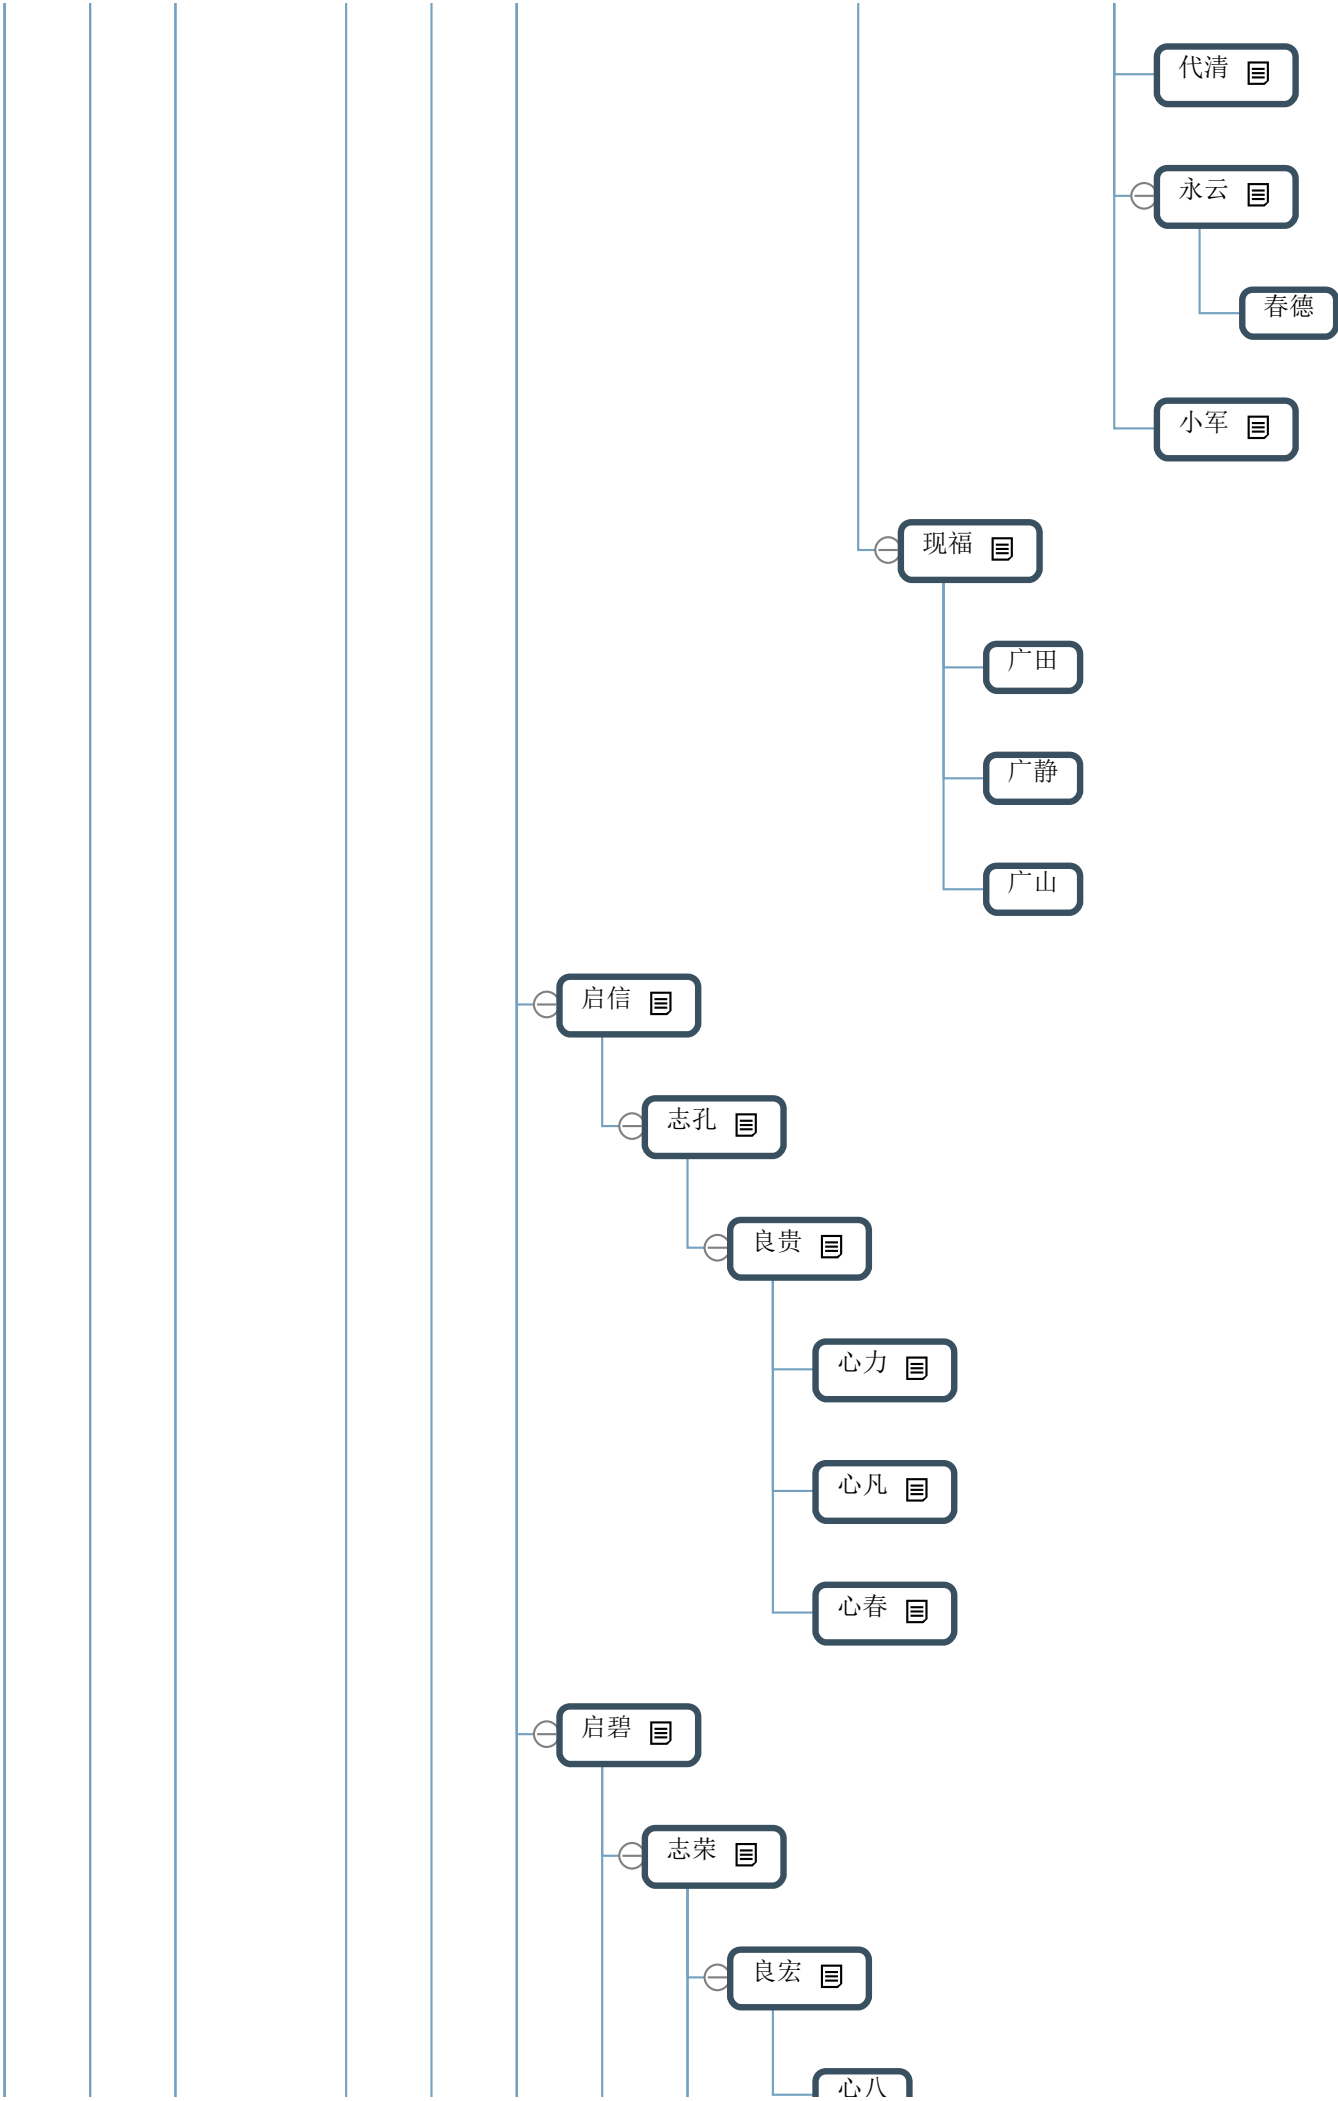 代清
永云
春德
小军
现福
广田
广静
广山
启信
志孔
良贵
心力
心凡
心春
启碧
志荣
良宏
心八